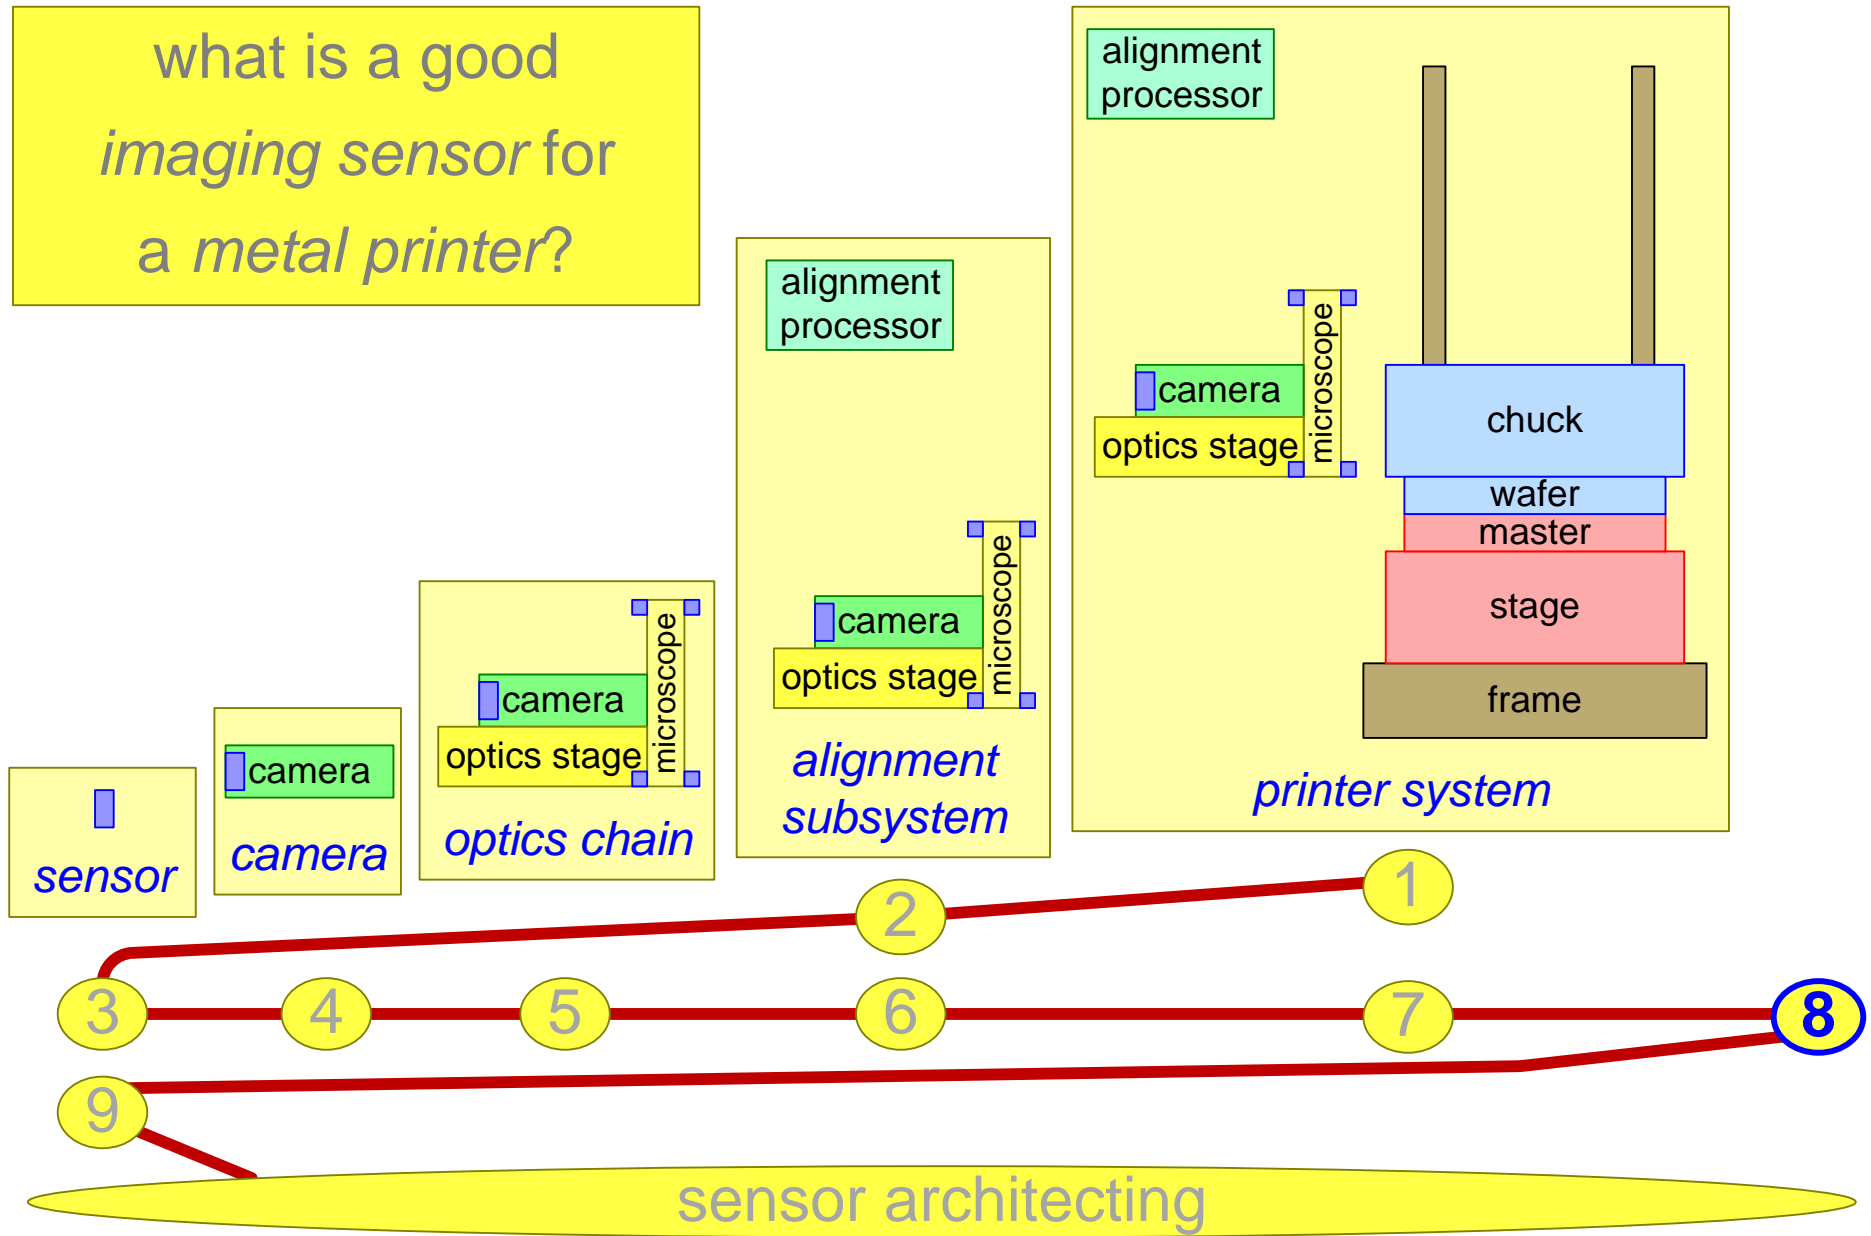 what is a good
imaging sensor for
a metal printer?
sensor
camera
camera
camera
optics stage
microscope
optics chain
alignment
processor
camera
optics stage
microscope
alignment
subsystem
alignment
processor
camera
optics stage
microscope
chuck
wafer
master
stage
frame
printer system
1
2
3
4
5
6
7
8
9
sensor architecting